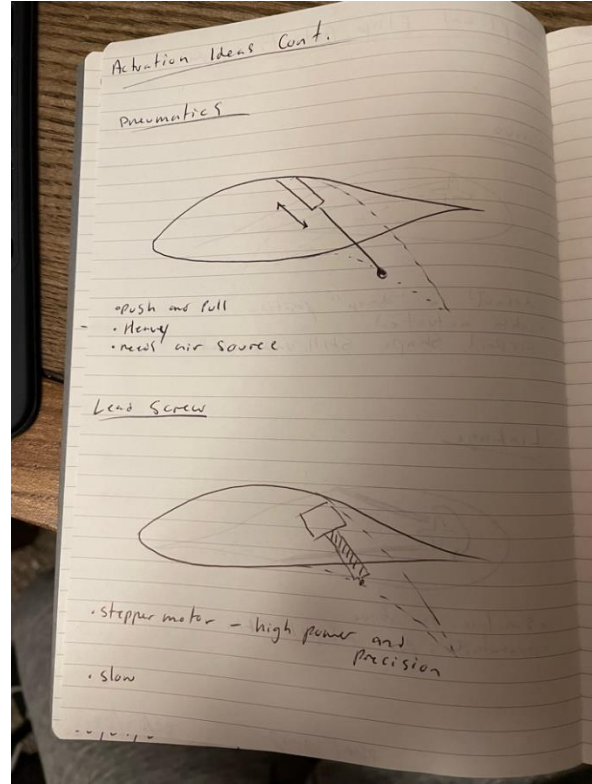 Actuation Ideas Cont.
Pneumatics
• Push and Pull
• Heavy
• needs air source
Lead Screw
• stepper motor – high power and
precision
• slow